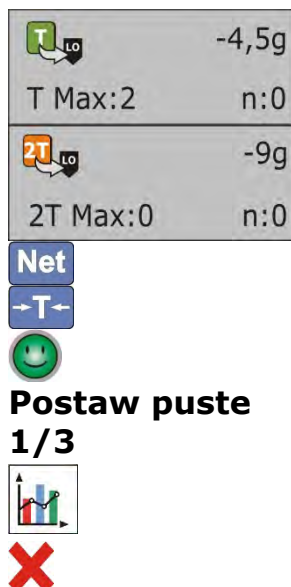 T LO -4,5g
T Max:2 n:0
2T LO -9g
2T Max:0 n:0
Net
→T←
Postaw puste
1/3